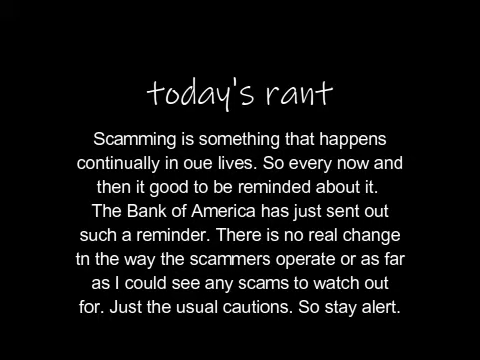 today's rant
Scamming is something that happens
continually in oue lives. So every now and
then it good to be reminded about it.
The Bank of America has just sent out
such a reminder. There is no real change
tn the way the scammers operate or as far
as I could see any scams to watch out
for. Just the usual cautions. So stay alert.